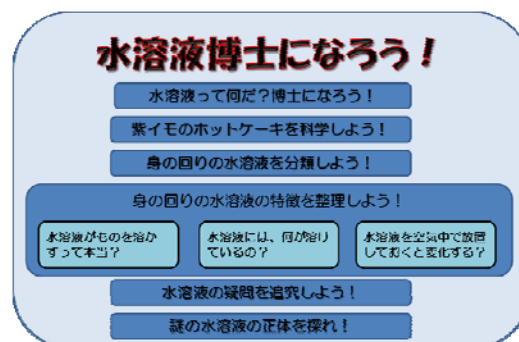 水溶液博士になろう！
水溶液って何だ？博士になろう！
紫イモのホットケーキを科学しよう！
身の回りの水溶液を分類しよう！
身の回りの水溶液の特徴を整理しよう！
水溶液がものを溶か
すって本当？
水溶液には、何が溶け
ているの？
水溶液を空気中で放置
しておくと変化する？
水溶液の疑問を追究しよう！
謎の水溶液の正体を探れ！